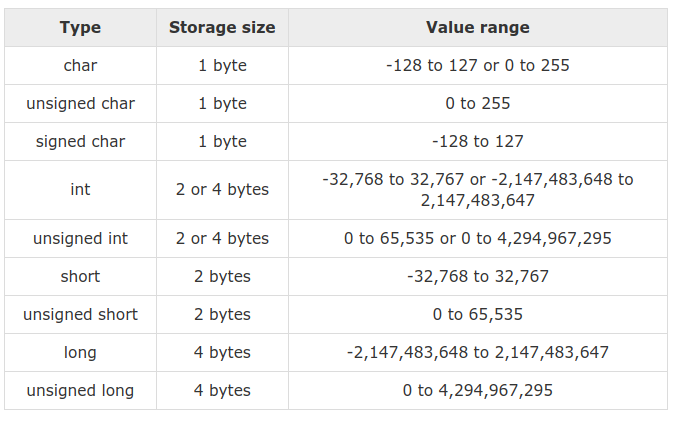 Type Storage size Value range
char 1 byte -128 to 127 or 0 to 255
unsigned char 1 byte 0 to 255
signed char 1 byte -128 to 127
int 2 or 4 bytes -32,768 to 32,767 or -2,147,483,648 to
2,147,483,647
unsigned int 2 or 4 bytes 0 to 65,535 or 0 to 4,294,967,295
short 2 bytes -32,768 to 32,767
unsigned short 2 bytes 0 to 65,535
long 4 bytes -2,147,483,648 to 2,147,483,647
unsigned long 4 bytes 0 to 4,294,967,295